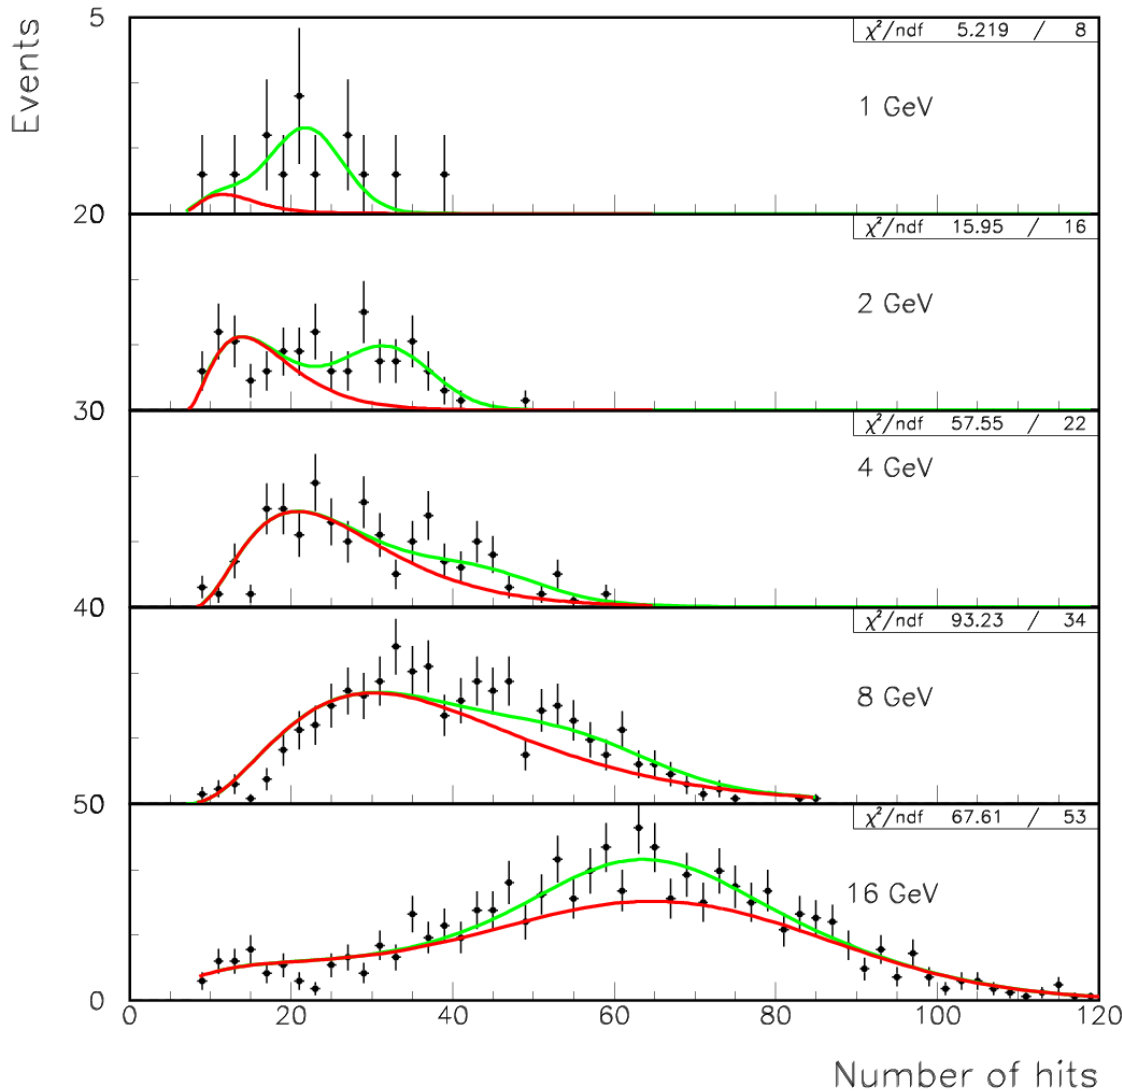 Events
5
χ²/ndf 5.219 / 8
1 GeV
20
χ²/ndf 15.95 / 16
2 GeV
30
χ²/ndf 57.55 / 22
4 GeV
40
χ²/ndf 93.23 / 34
8 GeV
50
χ²/ndf 67.61 / 53
16 GeV
0
0 20 40 60 80 100 120
Number of hits